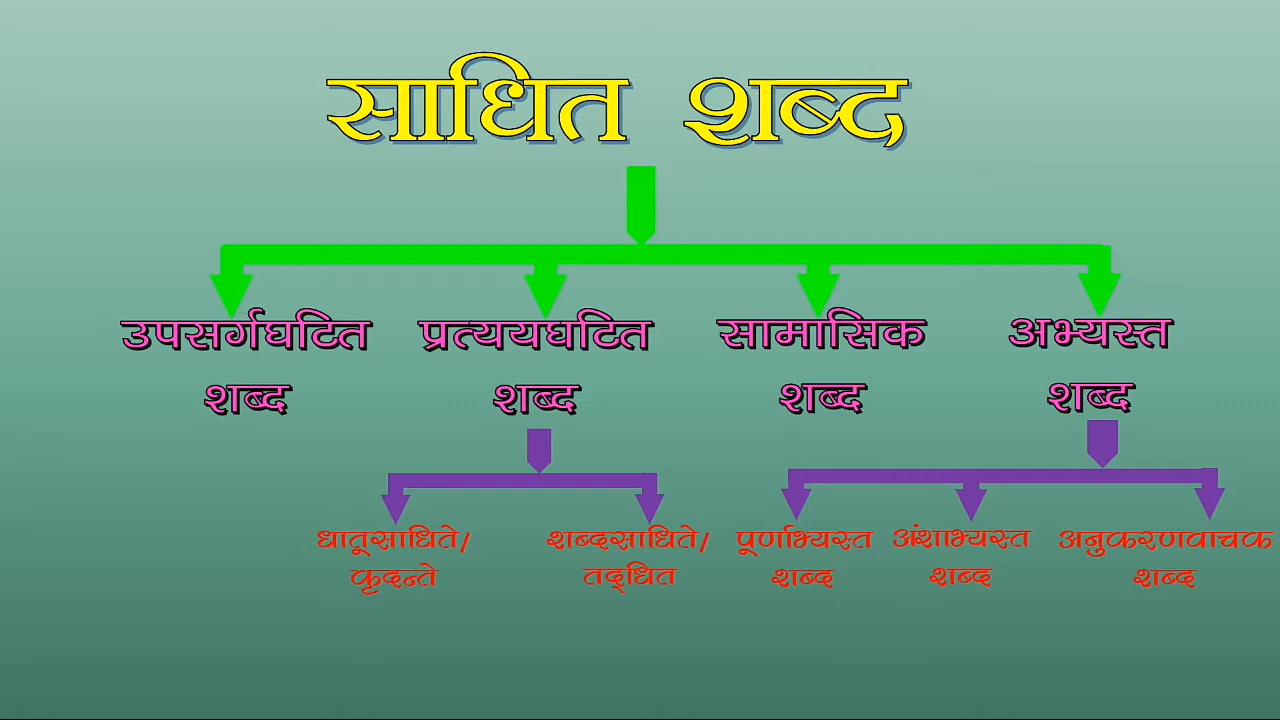 साधित शब्द
उपसर्गघटित
शब्द
प्रत्ययघटित
शब्द
सामासिक
शब्द
अभ्यस्त
शब्द
धातूसाधिते/
कृदन्ते
शब्दसाधिते/
तद्धित
पूर्णाभ्यस्त
शब्द
अंशाभ्यस्त
शब्द
अनुकरणवाचक
शब्द